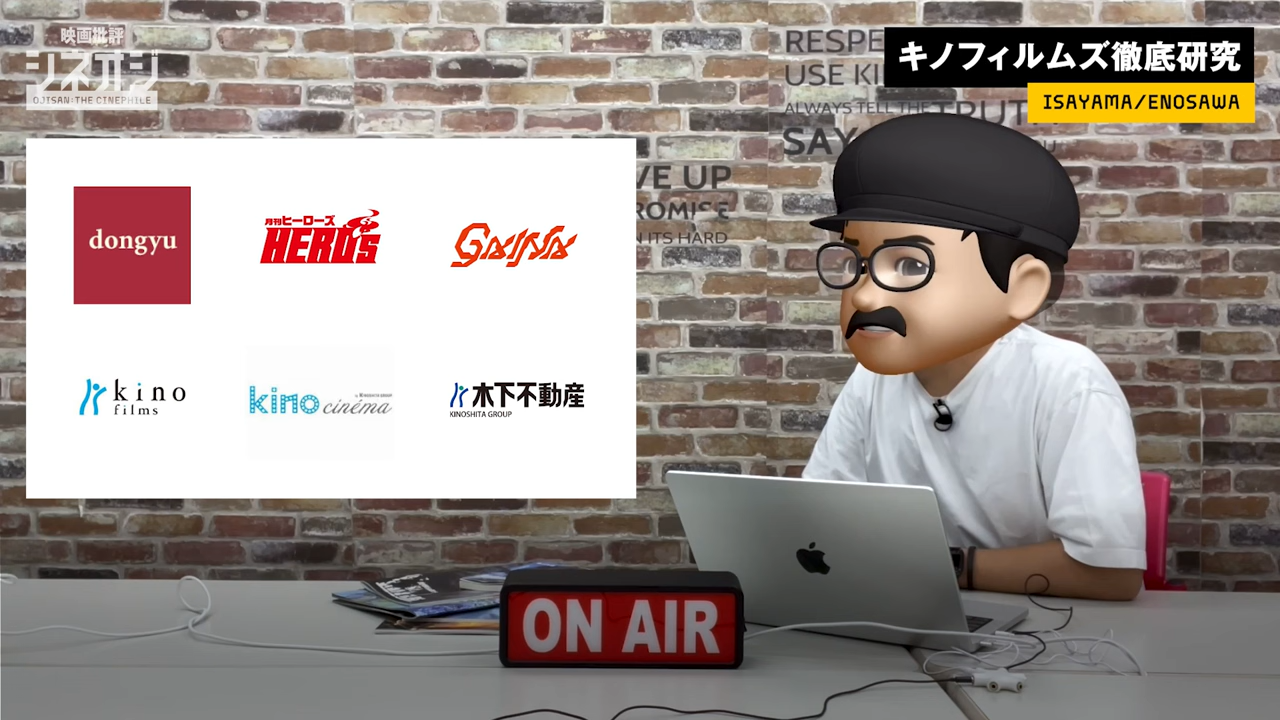 映画批評
シネオジ
OJISAN:THE CINEPHILE
キノフィルムズ徹底研究
ISAYAMA/ENOSAWA
RESPE
USE KI
ALWAYS TELL THE TRUTH
SAY
VE UP
ROMISE
N ITS HARD
dongyu
月刊ヒーローズ
HEROS
GAINA
kino
films
kino cinéma
木下不動産
KINOSHITA GROUP
ON AIR